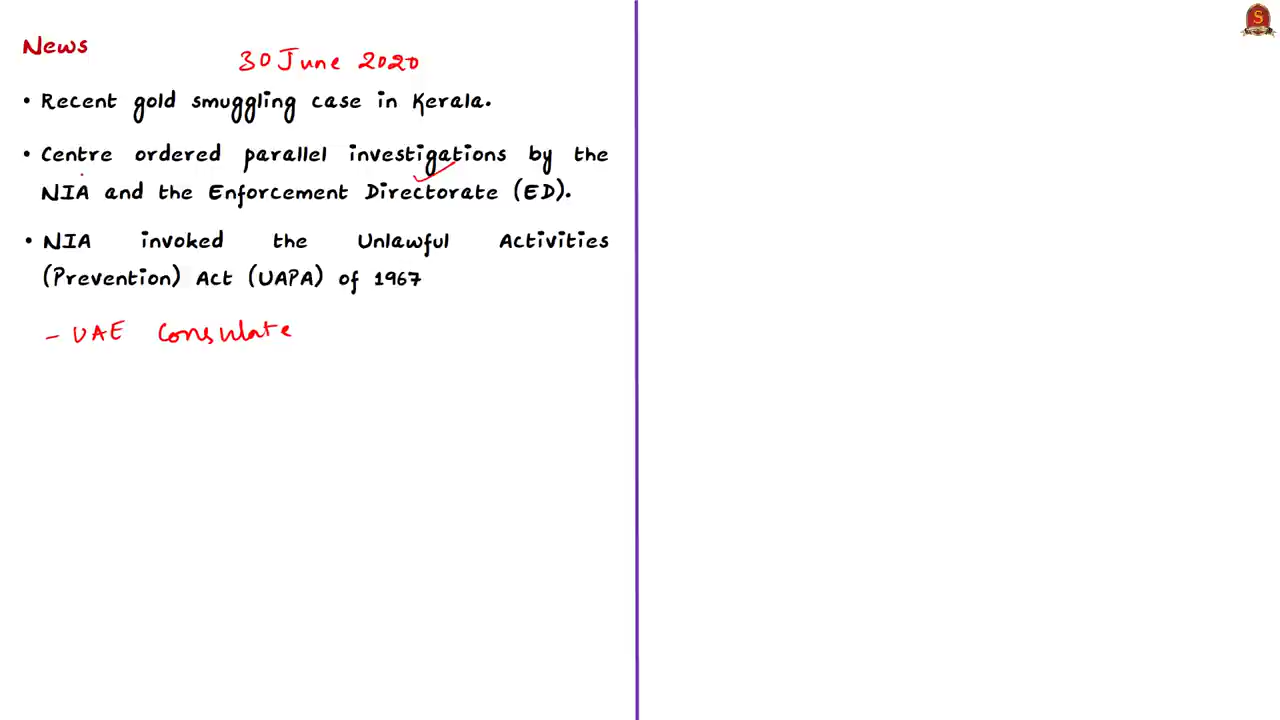 News
30 June 2020
• Recent gold smuggling case in Kerala.
• Centre ordered parallel investigations by the
NIA and the Enforcement Directorate (ED).
• NIA invoked the Unlawful Activities
(Prevention) Act (UAPA) of 1967
- UAE Consulate
S